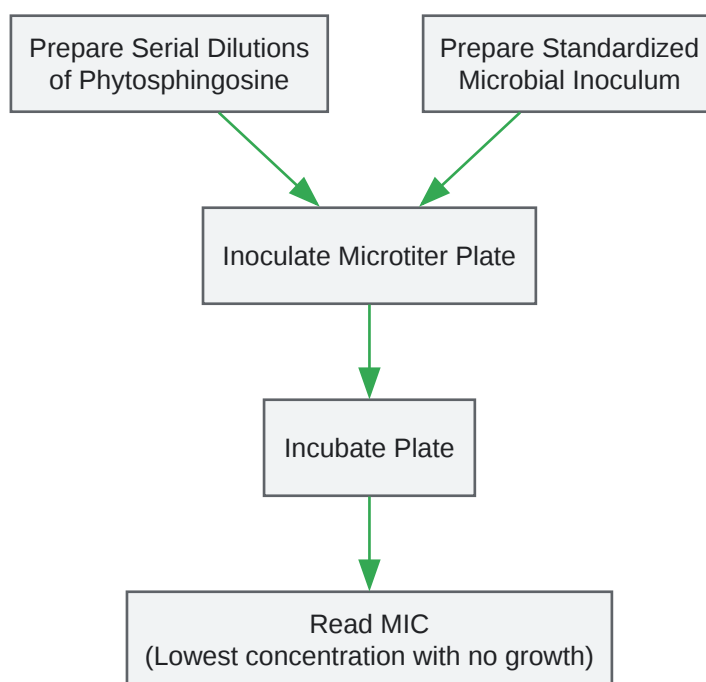 Prepare Serial Dilutions
of Phytosphingosine
Prepare Standardized
Microbial Inoculum
Inoculate Microtiter Plate
Incubate Plate
Read MIC
(Lowest concentration with no growth)